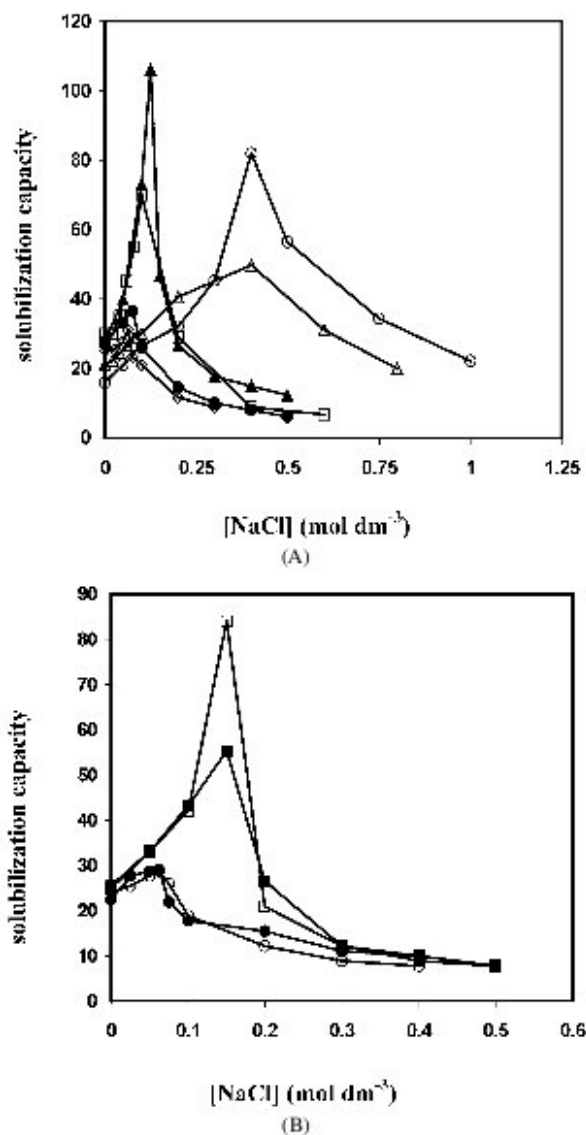 120
100
80
60
40
20
0
solubilization capacity
0 0.25 0.5 0.75 1 1.25
[NaCl] (mol dm⁻³)
(A)
90
80
70
60
50
40
30
20
10
0
solubilization capacity
0 0.1 0.2 0.3 0.4 0.5 0.6
[NaCl] (mol dm⁻³)
(B)